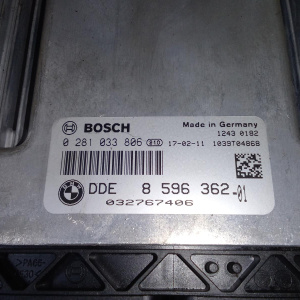 BOSCH
Made in Germany
1243 0182
0 281 033 806 010
17-02-11 1039T04868
DDE 8 596 362-01
032767406